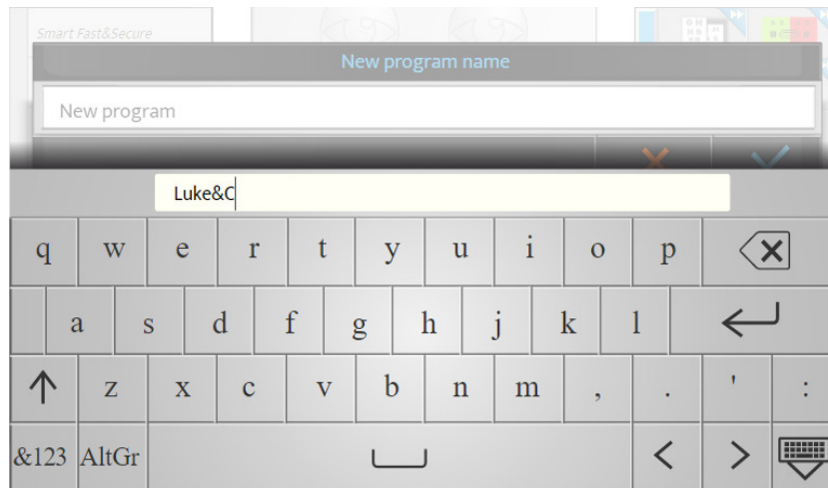 Smart Fast&Secure
New program name
New program
Luke&C
q w e r t y u i o p
a s d f g h j k l
z x c v b n m , . ' :
&123 AltGr < >